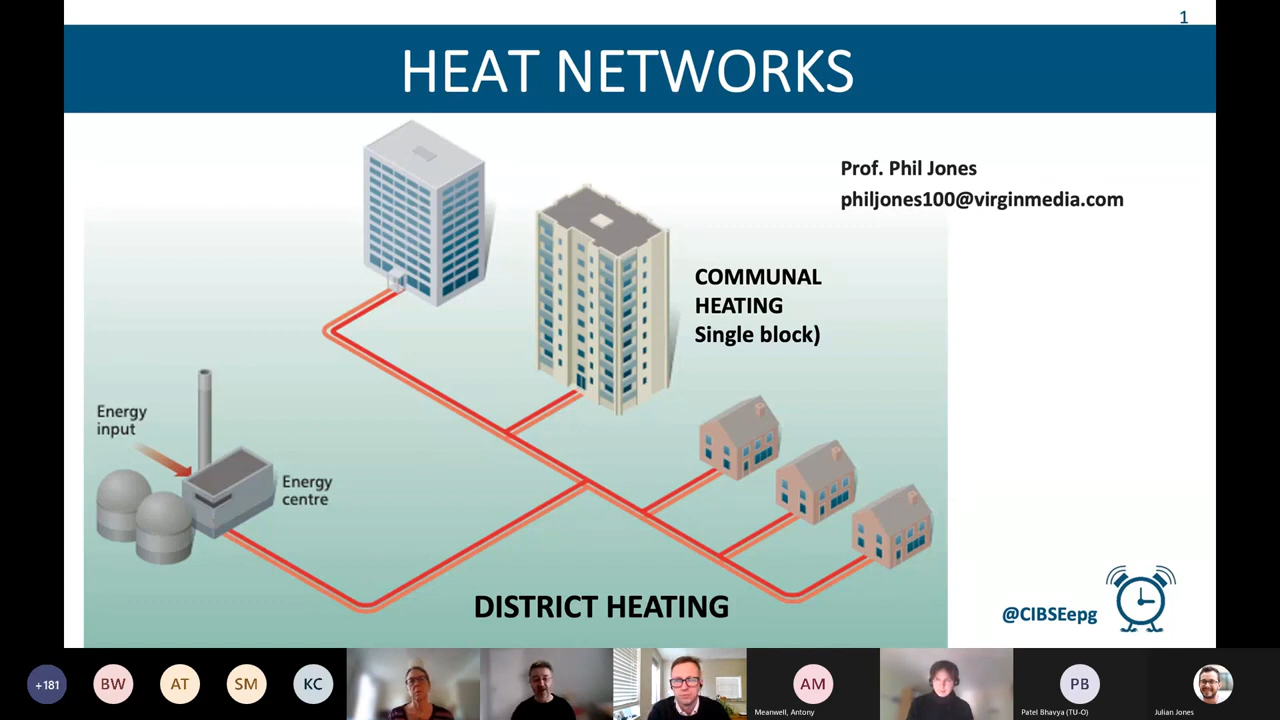 1
HEAT NETWORKS
Prof. Phil Jones
philjones100@virginmedia.com
COMMUNAL
HEATING
Single block)
Energy
input
Energy
centre
DISTRICT HEATING
@CIBSEepg
+181
BW
AT
SM
KC
AM
Meanwell, Antony
PB
Patel Bhavya (TU-O)
Julian Jones